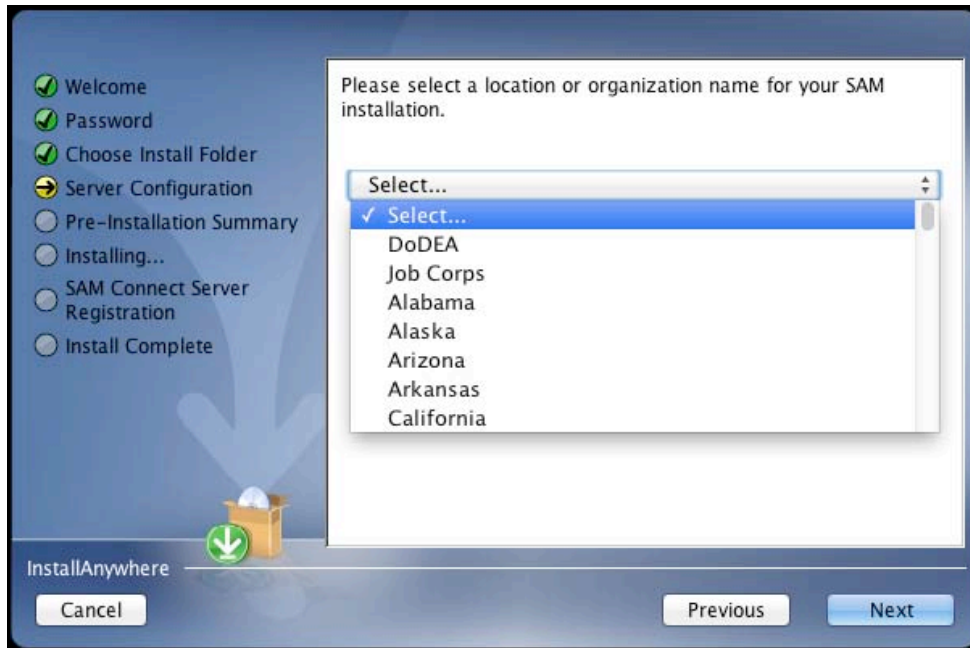 Welcome
Password
Choose Install Folder
Server Configuration
Pre-Installation Summary
Installing...
SAM Connect Server
Registration
Install Complete
Please select a location or organization name for your SAM
installation.
Select...
✓ Select...
DoDEA
Job Corps
Alabama
Alaska
Arizona
Arkansas
California
InstallAnywhere
Cancel
Previous
Next